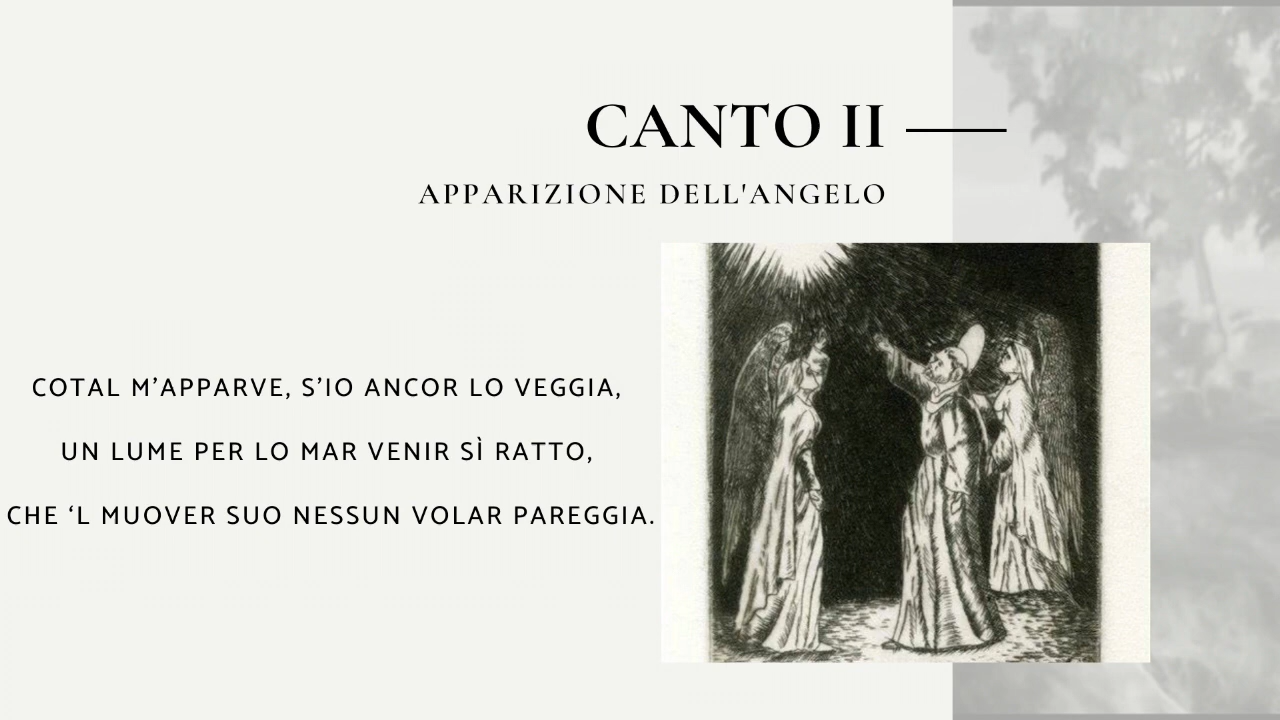 CANTO II
APPARIZIONE DELL'ANGELO
COTAL M’APPARVE, S’IO ANCOR LO VEGGIA,
UN LUME PER LO MAR VENIR SÌ RATTO,
CHE ‘L MUOVER SUO NESSUN VOLAR PAREGGIA.